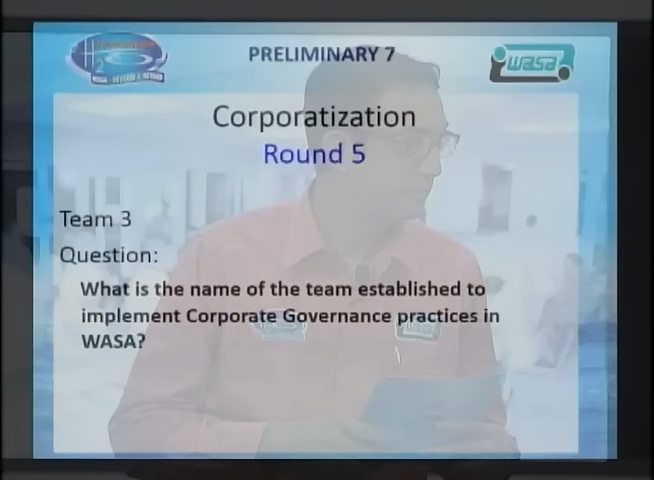 PRELIMINARY 7
wasa
Corporatization
Round 5
Team 3
Question:
What is the name of the team established to
implement Corporate Governance practices in
WASA?